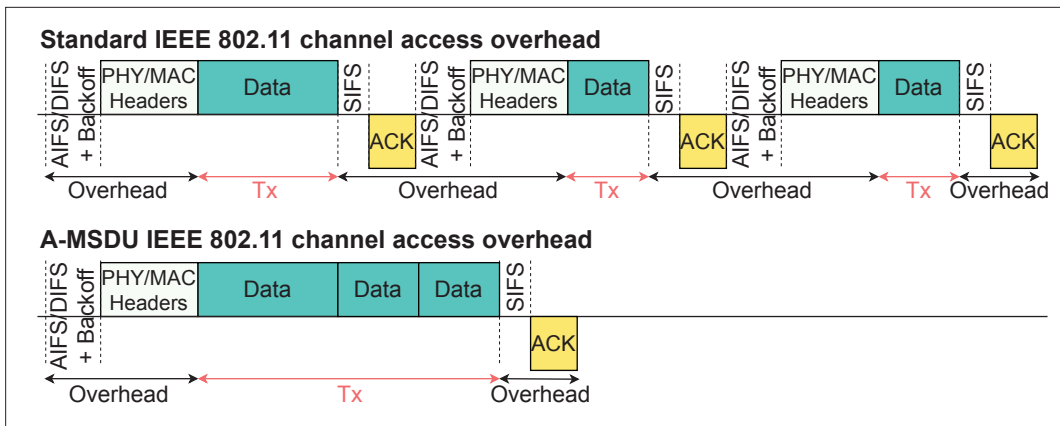 Standard IEEE 802.11 channel access overhead
AIFS/DIFS
+ Backoff
PHY/MAC
Headers
Data
SIFS
ACK
AIFS/DIFS
+ Backoff
PHY/MAC
Headers
Data
SIFS
ACK
AIFS/DIFS
+ Backoff
PHY/MAC
Headers
Data
SIFS
ACK
Overhead
Tx
Overhead
Tx
Overhead
Tx
Overhead
A-MSDU IEEE 802.11 channel access overhead
AIFS/DIFS
+ Backoff
PHY/MAC
Headers
Data
Data
Data
SIFS
ACK
Overhead
Tx
Overhead